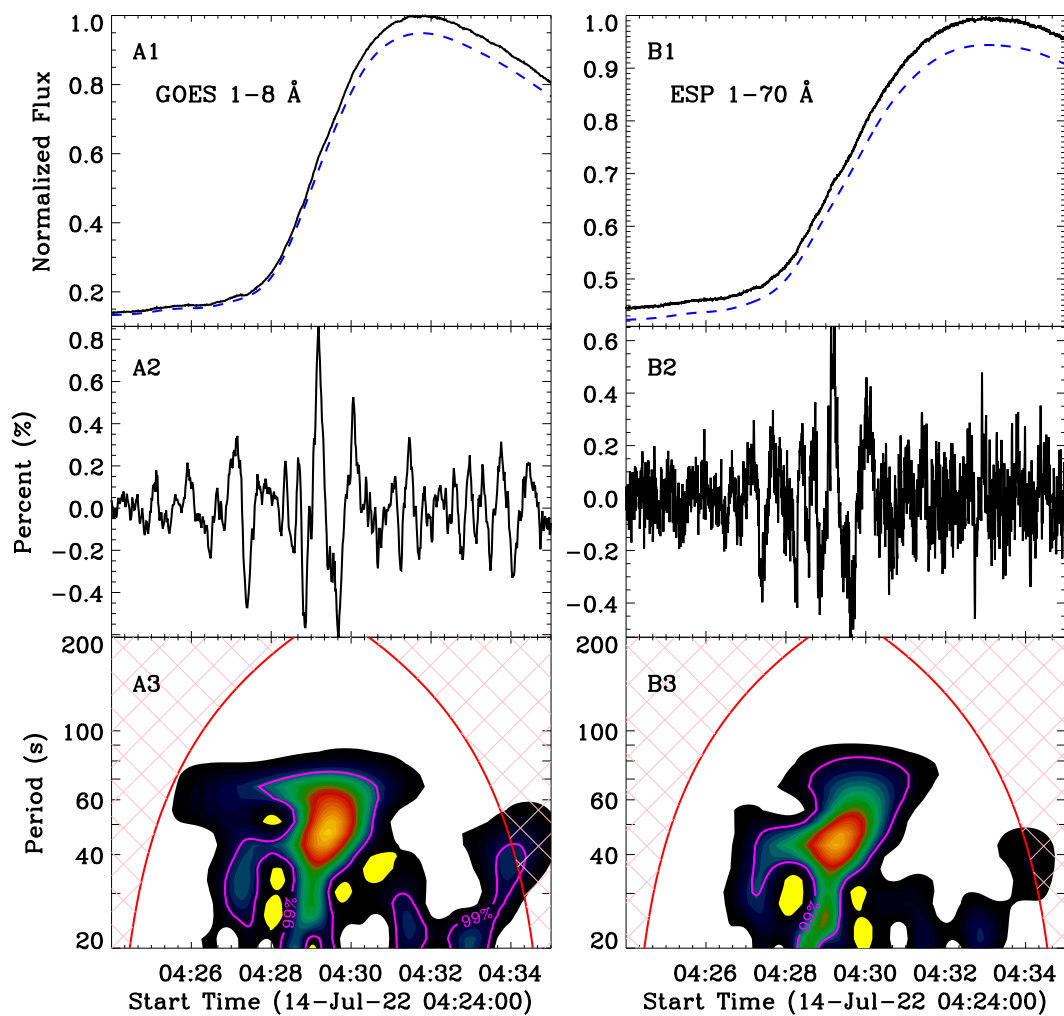 A1
GOES 1−8 Å
Normalized Flux
1.0
0.8
0.6
0.4
0.2
B1
ESP 1−70 Å
1.0
0.9
0.8
0.7
0.6
0.5
A2
Percent (%)
0.8
0.6
0.4
0.2
0.0
−0.2
−0.4
B2
0.6
0.4
0.2
0.0
−0.2
−0.4
A3
Period (s)
200
100
60
40
20
99%
99%
04:26 04:28 04:30 04:32 04:34
Start Time (14−Jul−22 04:24:00)
B3
200
100
60
40
20
99%
04:26 04:28 04:30 04:32 04:34
Start Time (14−Jul−22 04:24:00)